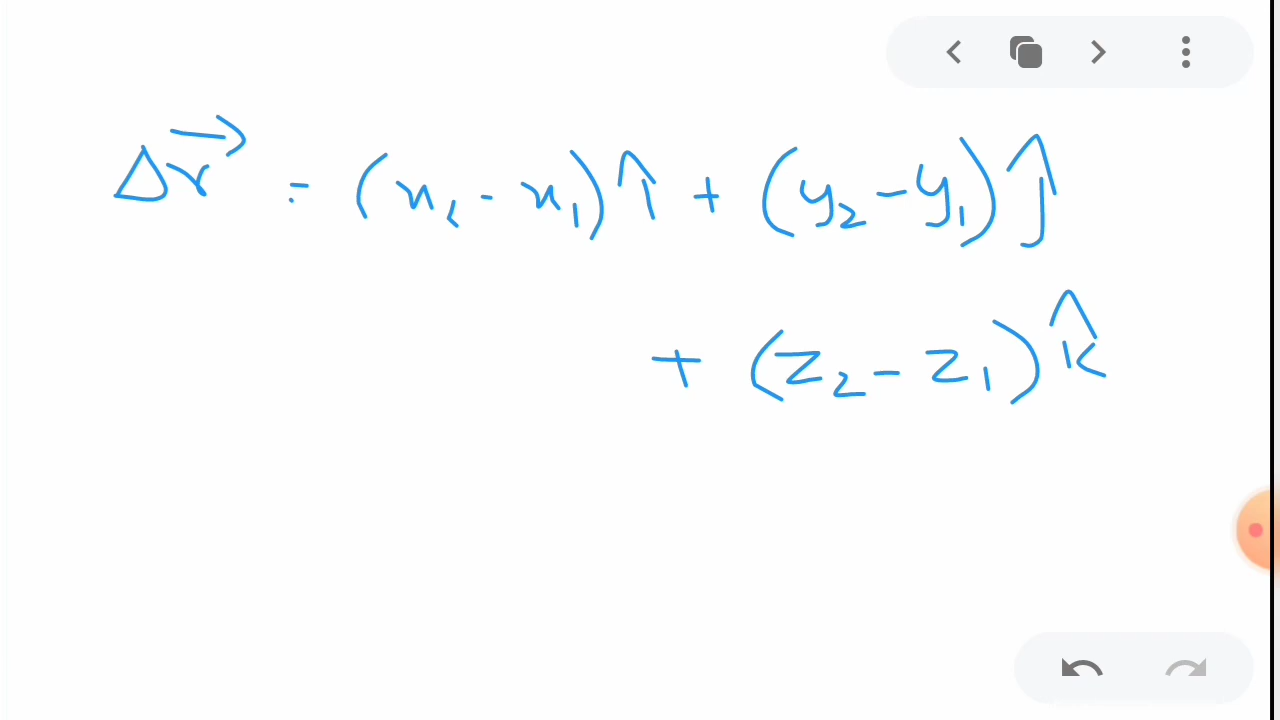 Δr⃗ = (x₂ - x₁)î + (y₂ - y₁)ĵ
+ (z₂ - z₁)k̂